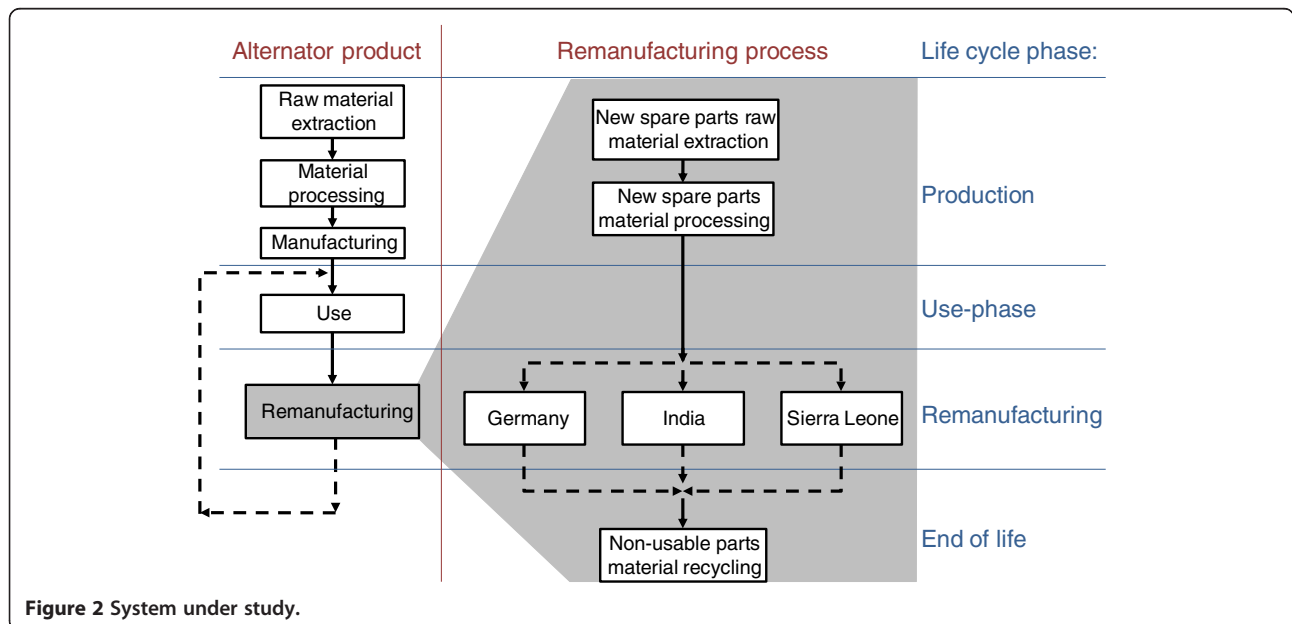 Alternator product
Remanufacturing process
Life cycle phase:
Raw material
extraction
Material
processing
Manufacturing
New spare parts raw
material extraction
New spare parts
material processing
Production
Use
Use-phase
Remanufacturing
Germany
India
Sierra Leone
Remanufacturing
Non-usable parts
material recycling
End of life
Figure 2 System under study.